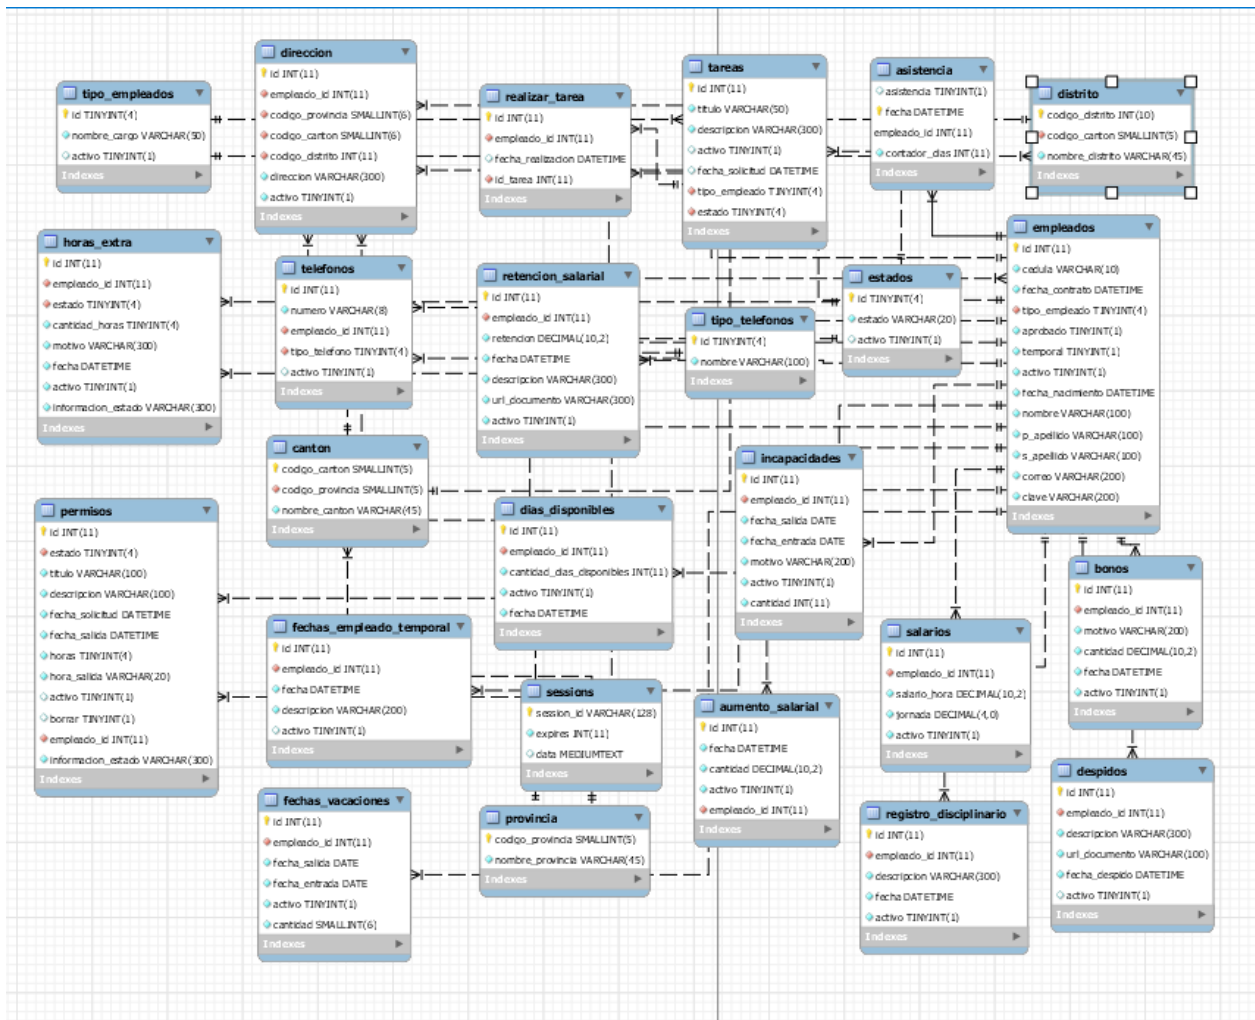 direccion
id INT(11)
empleado_id INT(11)
codigo_provincia SMALLINT(6)
codigo_canton SMALLINT(6)
codigo_distrito INT(11)
direccion VARCHAR(300)
activo TINYINT(1)
Indexes
tipo_empleados
id TINYINT(4)
nombre_cargo VARCHAR(50)
activo TINYINT(1)
Indexes
realizar_tarea
id INT(11)
empleado_id INT(11)
fecha_realizacion DATETIME
id_tarea INT(11)
Indexes
tareas
id INT(11)
titulo VARCHAR(50)
descripcion VARCHAR(300)
activo TINYINT(1)
fecha_solicitud DATETIME
tipo_empleado TINYINT(4)
estado TINYINT(4)
Indexes
asistencia
asistencia TINYINT(1)
fecha DATETIME
empleado_id INT(11)
contador_dias INT(11)
Indexes
distrito
codigo_distrito INT(10)
codigo_canton SMALLINT(5)
nombre_distrito VARCHAR(45)
Indexes
horas_extra
id INT(11)
empleado_id INT(11)
estado TINYINT(4)
cantidad_horas TINYINT(4)
motivo VARCHAR(300)
fecha DATETIME
activo TINYINT(1)
informacion_estado VARCHAR(300)
Indexes
telefonos
id INT(11)
numero VARCHAR(8)
empleado_id INT(11)
tipo_telefono TINYINT(4)
activo TINYINT(1)
Indexes
retencion_salarial
id INT(11)
empleado_id INT(11)
retencion DECIMAL(10,2)
fecha DATETIME
descripcion VARCHAR(300)
url_documento VARCHAR(300)
activo TINYINT(1)
Indexes
tipo_telefonos
id TINYINT(4)
nombre VARCHAR(100)
Indexes
estados
id TINYINT(4)
estado VARCHAR(20)
activo TINYINT(1)
Indexes
empleados
id INT(11)
cedula VARCHAR(10)
fecha_contrato DATETIME
tipo_empleado TINYINT(4)
aprobado TINYINT(1)
temporal TINYINT(1)
activo TINYINT(1)
fecha_nacimiento DATETIME
nombre VARCHAR(100)
p_apellido VARCHAR(100)
s_apellido VARCHAR(100)
correo VARCHAR(200)
clave VARCHAR(200)
Indexes
canton
codigo_canton SMALLINT(5)
codigo_provincia SMALLINT(5)
nombre_canton VARCHAR(45)
Indexes
incapacidades
id INT(11)
empleado_id INT(11)
fecha_salida DATE
fecha_entrada DATE
motivo VARCHAR(200)
activo TINYINT(1)
cantidad INT(11)
Indexes
permisos
id INT(11)
estado TINYINT(4)
titulo VARCHAR(100)
descripcion VARCHAR(100)
fecha_solicitud DATETIME
fecha_salida DATETIME
horas TINYINT(4)
hora_salida VARCHAR(20)
activo TINYINT(1)
borrar TINYINT(1)
empleado_id INT(11)
informacion_estado VARCHAR(300)
Indexes
dias_disponibles
id INT(11)
empleado_id INT(11)
cantidad_dias_disponibles INT(11)
activo TINYINT(1)
fecha DATETIME
Indexes
bonos
id INT(11)
empleado_id INT(11)
motivo VARCHAR(200)
cantidad DECIMAL(10,2)
fecha DATETIME
activo TINYINT(1)
Indexes
fechas_empleado_temporal
id INT(11)
empleado_id INT(11)
fecha DATETIME
descripcion VARCHAR(200)
activo TINYINT(1)
Indexes
salarios
id INT(11)
empleado_id INT(11)
salario_hora DECIMAL(10,2)
jornada DECIMAL(4,0)
activo TINYINT(1)
Indexes
sessions
session_id VARCHAR(128)
expires INT(11)
data MEDIUMTEXT
Indexes
aumento_salarial
id INT(11)
fecha DATETIME
cantidad DECIMAL(10,2)
activo TINYINT(1)
empleado_id INT(11)
Indexes
despidos
id INT(11)
empleado_id INT(11)
descripcion VARCHAR(300)
url_documento VARCHAR(100)
fecha_despido DATETIME
activo TINYINT(1)
Indexes
fechas_vacaciones
id INT(11)
empleado_id INT(11)
fecha_salida DATE
fecha_entrada DATE
activo TINYINT(1)
cantidad SMALLINT(6)
Indexes
provincia
codigo_provincia SMALLINT(5)
nombre_provincia VARCHAR(45)
Indexes
registro_disciplinario
id INT(11)
empleado_id INT(11)
descripcion VARCHAR(300)
fecha DATETIME
activo TINYINT(1)
Indexes